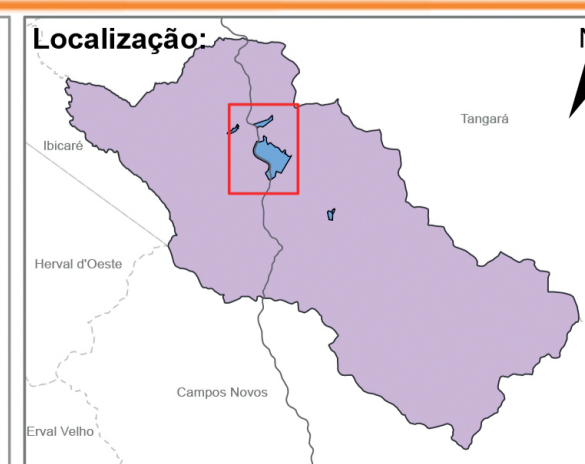 Localização:
N
Tangará
Ibicaré
Herval d'Oeste
Campos Novos
Erval Velho